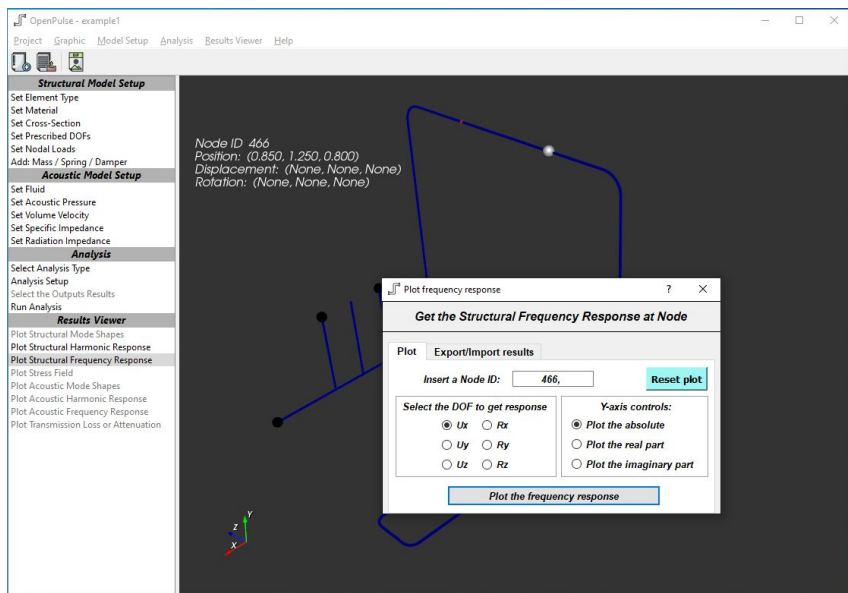 OpenPulse - example1
Project Graphic Model Setup Analysis Results Viewer Help
Structural Model Setup
Set Element Type
Set Material
Set Cross-Section
Set Prescribed DOFs
Set Nodal Loads
Add: Mass / Spring / Damper
Acoustic Model Setup
Set Fluid
Set Acoustic Pressure
Set Volume Velocity
Set Specific Impedance
Set Radiation Impedance
Analysis
Select Analysis Type
Analysis Setup
Select the Outputs Results
Run Analysis
Results Viewer
Plot Structural Mode Shapes
Plot Structural Harmonic Response
Plot Structural Frequency Response
Plot Stress Field
Plot Acoustic Mode Shapes
Plot Acoustic Harmonic Response
Plot Acoustic Frequency Response
Plot Transmission Loss or Attenuation
Node ID 466
Position: (0.850, 1.250, 0.800)
Displacement: (None, None, None)
Rotation: (None, None, None)
Y
Z
X
Plot frequency response ?
Get the Structural Frequency Response at Node
Plot Export/Import results
Insert a Node ID: 466, Reset plot
Select the DOF to get response
Ux Rx
Uy Ry
Uz Rz
Y-axis controls:
Plot the absolute
Plot the real part
Plot the imaginary part
Plot the frequency response